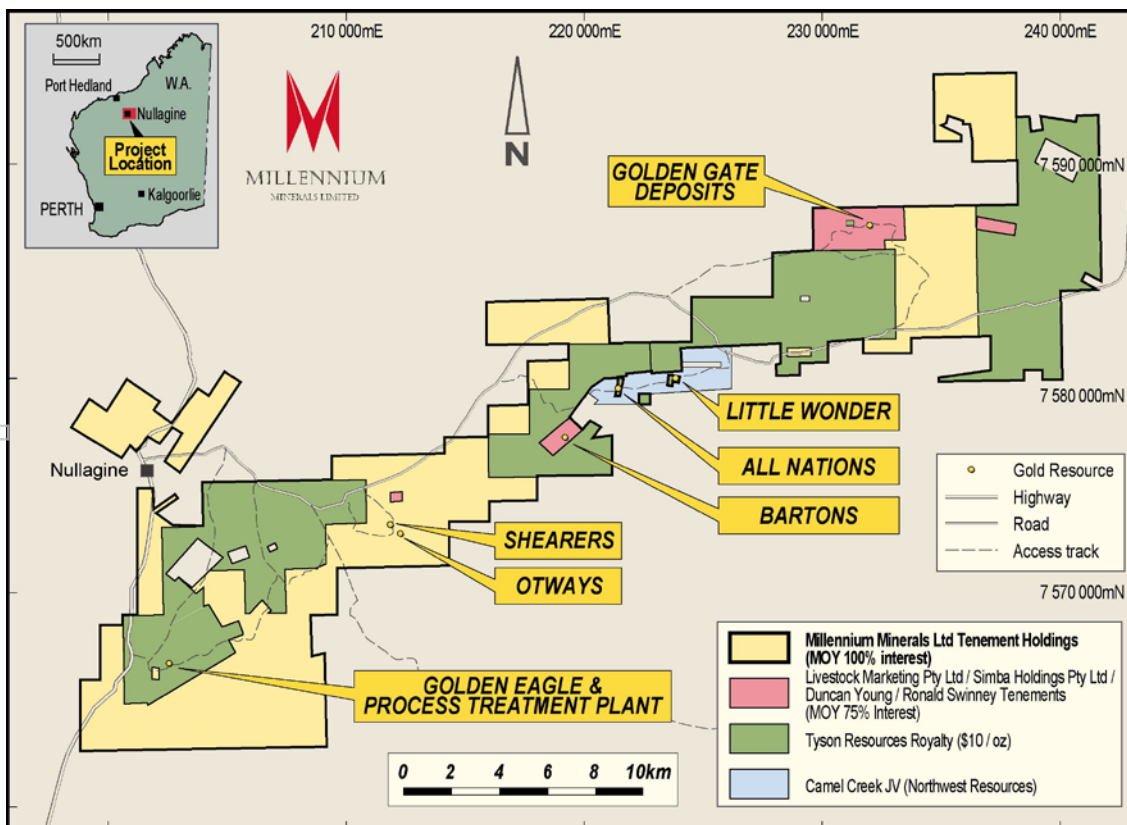 210 000mE
220 000mE
230 000mE
240 000mE
500km
Port Hedland
W.A.
Nullagine
Project
Location
Kalgoorlie
PERTH
MILLENNIUM
MINERALS LIMITED
N
GOLDEN GATE
DEPOSITS
7 590 000mN
7 580 000mN
LITTLE WONDER
Nullagine
ALL NATIONS
BARTONS
SHEARERS
OTWAYS
Gold Resource
Highway
Road
Access track
7 570 000mN
GOLDEN EAGLE &
PROCESS TREATMENT PLANT
0 2 4 6 8 10km
Millennium Minerals Ltd Tenement Holdings
(MOY 100% interest)
Livestock Marketing Pty Ltd / Simba Holdings Pty Ltd /
Duncan Young / Ronald Swinney Tenements
(MOY 75% Interest)
Tyson Resources Royalty ($10 / oz)
Camel Creek JV (Northwest Resources)